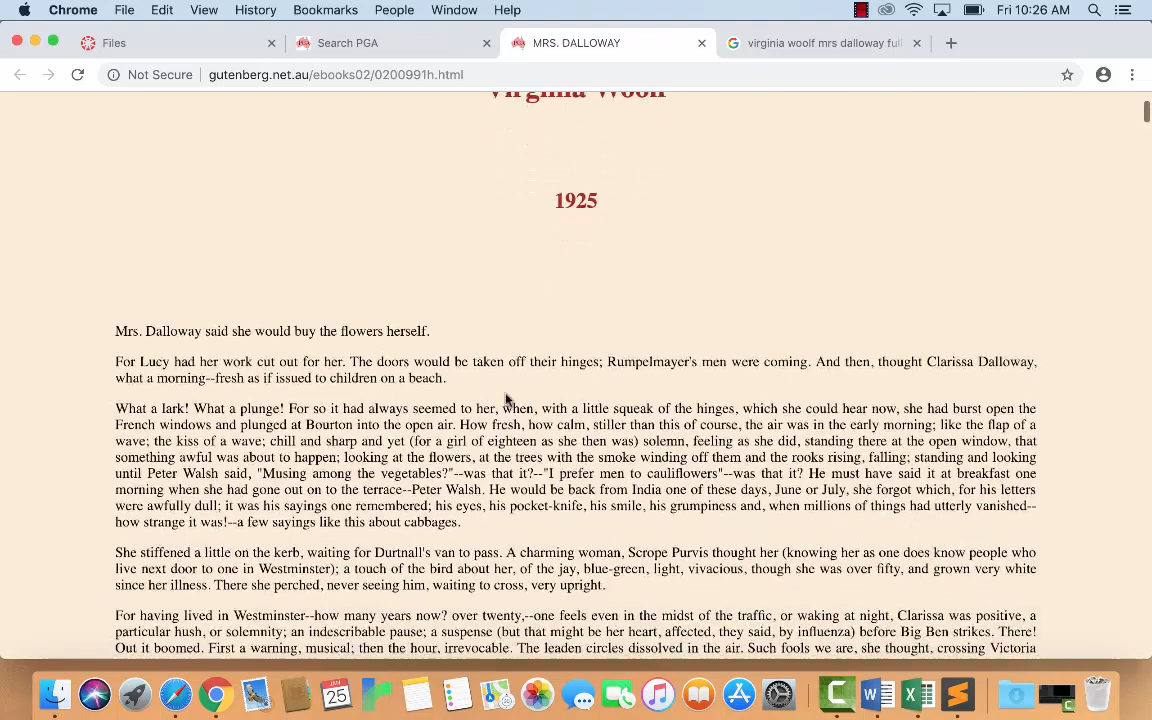 Chrome File Edit View History Bookmarks People Window Help Fri 10:26 AM
Files Search PGA MRS. DALLOWAY virginia woolf mrs dalloway full
Not Secure gutenberg.net.au/ebooks02/0200991h.html
Virginia Woolf
1925
Mrs. Dalloway said she would buy the flowers herself.
For Lucy had her work cut out for her. The doors would be taken off their hinges; Rumpelmayer's men were coming. And then, thought Clarissa Dalloway,
what a morning--fresh as if issued to children on a beach.
What a lark! What a plunge! For so it had always seemed to her, when, with a little squeak of the hinges, which she could hear now, she had burst open the
French windows and plunged at Bourton into the open air. How fresh, how calm, stiller than this of course, the air was in the early morning; like the flap of a
wave; the kiss of a wave; chill and sharp and yet (for a girl of eighteen as she then was) solemn, feeling as she did, standing there at the open window, that
something awful was about to happen; looking at the flowers, at the trees with the smoke winding off them and the rooks rising, falling; standing and looking
until Peter Walsh said, "Musing among the vegetables?"--was that it?--"I prefer men to cauliflowers"--was that it? He must have said it at breakfast one
morning when she had gone out on to the terrace--Peter Walsh. He would be back from India one of these days, June or July, she forgot which, for his letters
were awfully dull; it was his sayings one remembered; his eyes, his pocket-knife, his smile, his grumpiness and, when millions of things had utterly vanished--
how strange it was!--a few sayings like this about cabbages.
She stiffened a little on the kerb, waiting for Durtnall's van to pass. A charming woman, Scrope Purvis thought her (knowing her as one does know people who
live next door to one in Westminster); a touch of the bird about her, of the jay, blue-green, light, vivacious, though she was over fifty, and grown very white
since her illness. There she perched, never seeing him, waiting to cross, very upright.
For having lived in Westminster--how many years now? over twenty,--one feels even in the midst of the traffic, or waking at night, Clarissa was positive, a
particular hush, or solemnity; an indescribable pause; a suspense (but that might be her heart, affected, they said, by influenza) before Big Ben strikes. There!
Out it boomed. First a warning, musical; then the hour, irrevocable. The leaden circles dissolved in the air. Such fools we are, she thought, crossing Victoria
JAN
25